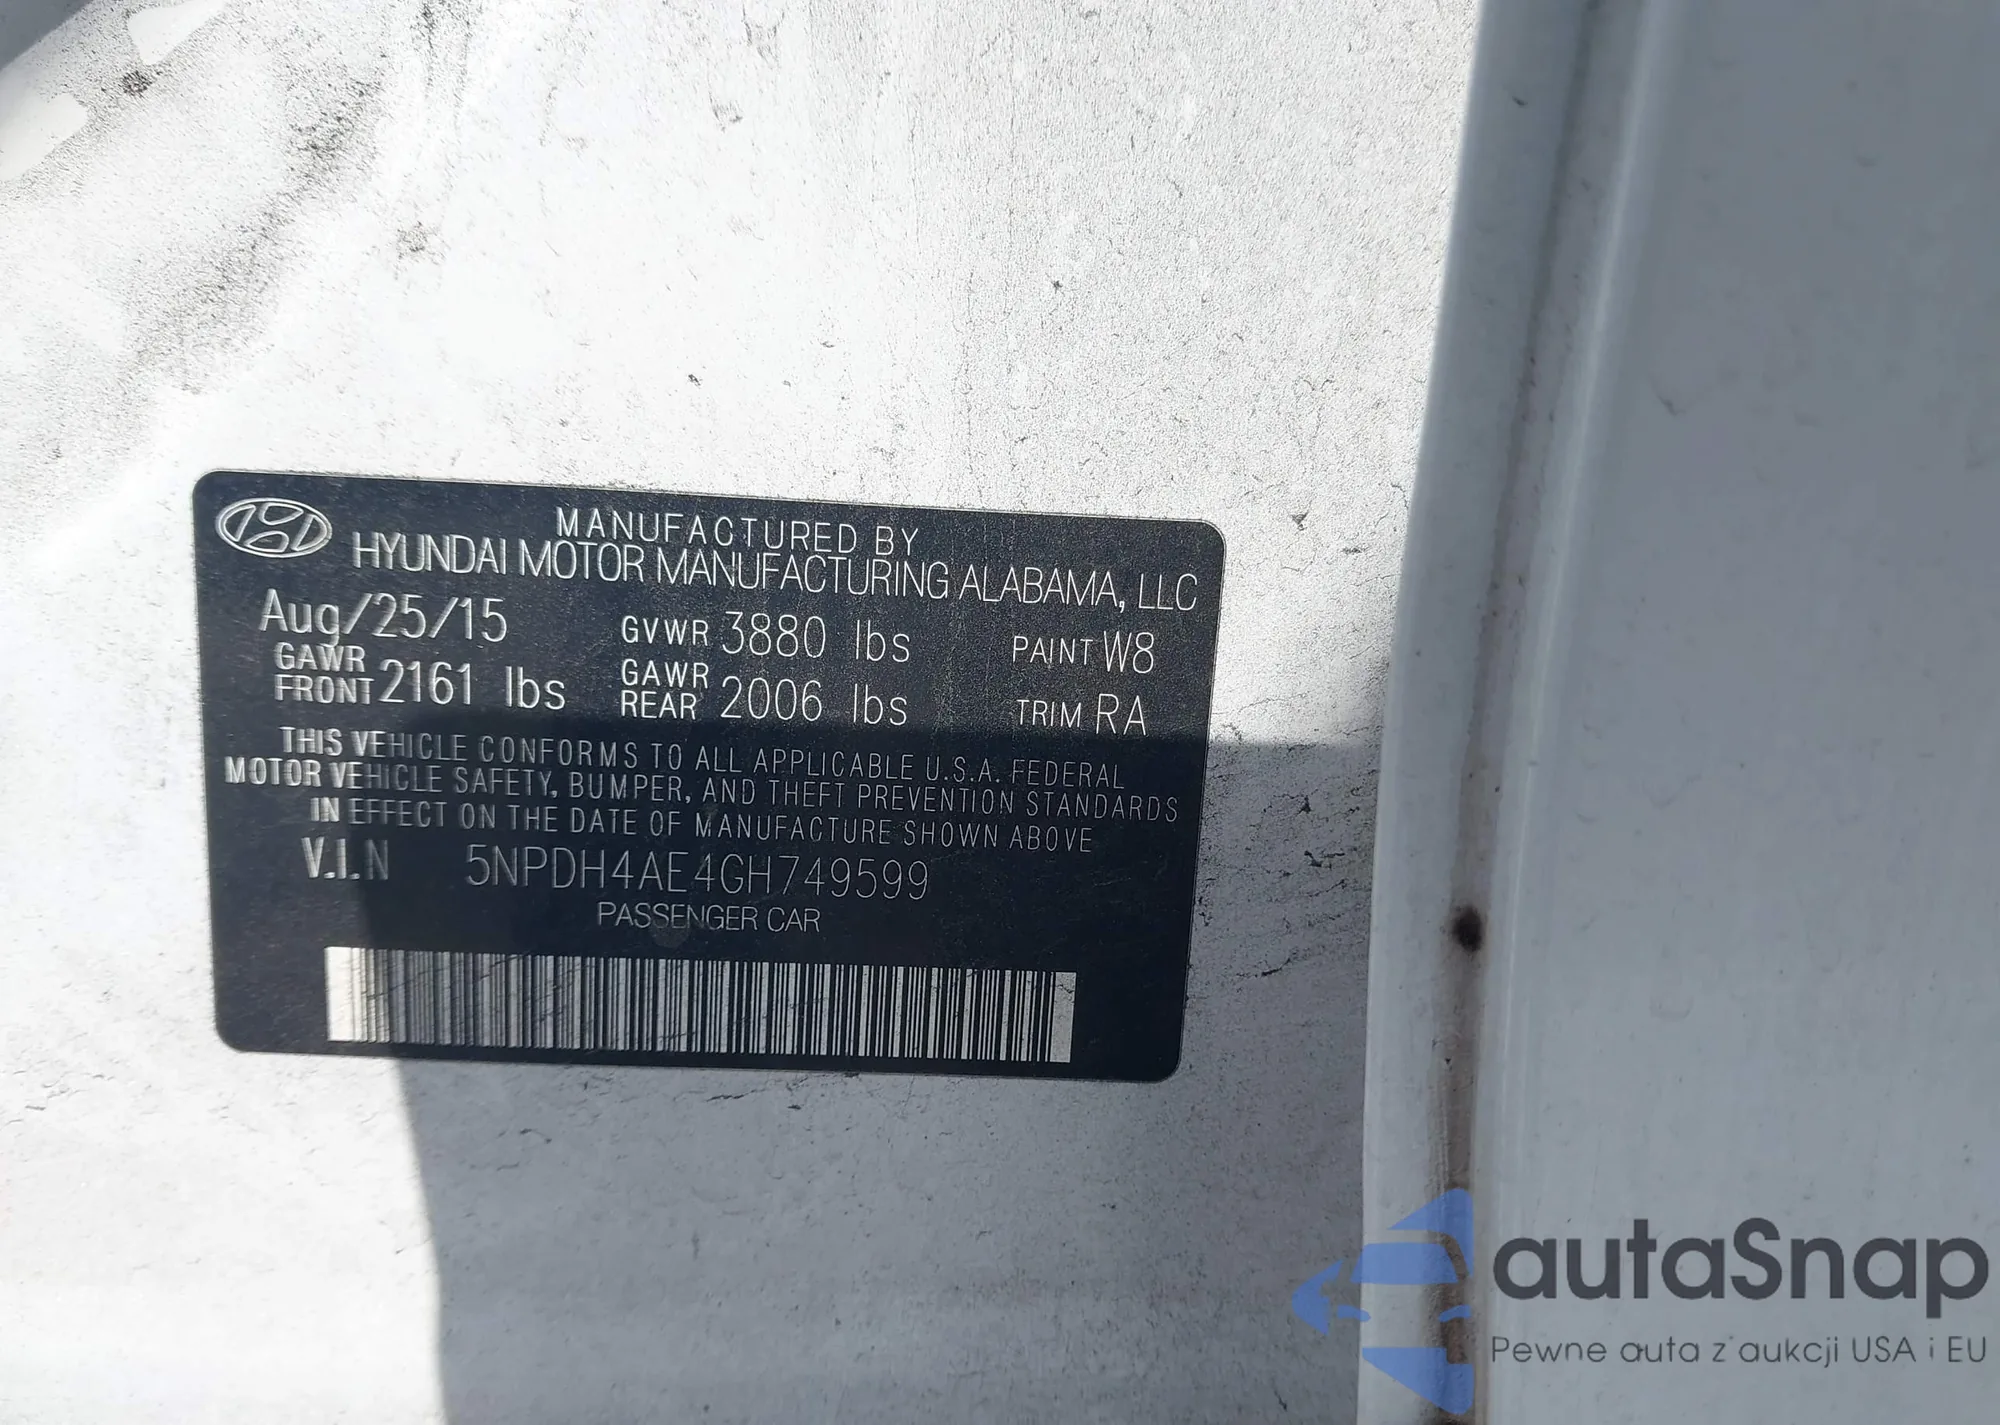 MANUFACTURED BY
HYUNDAI MOTOR MANUFACTURING ALABAMA, LLC
Aug/25/15 GVWR 3880 lbs PAINT W8
GAWR FRONT 2161 lbs GAWR REAR 2006 lbs TRIM RA
THIS VEHICLE CONFORMS TO ALL APPLICABLE U.S.A. FEDERAL
MOTOR VEHICLE SAFETY, BUMPER, AND THEFT PREVENTION STANDARDS
IN EFFECT ON THE DATE OF MANUFACTURE SHOWN ABOVE
V.I.N 5NPDH4AE4GH749599
PASSENGER CAR
autaSnap
Pewne auta z aukcji USA i EU